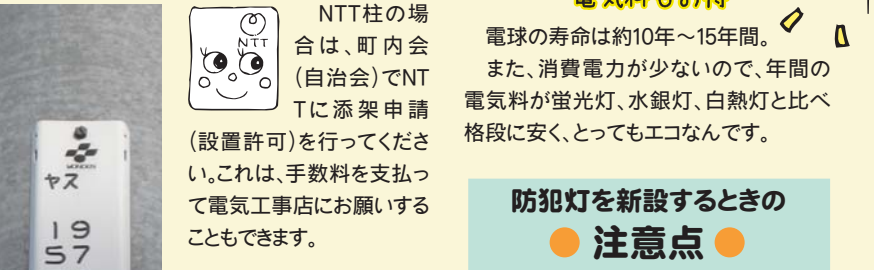 ヤス
19
57
NTT
NTT柱の場
合は、町内会
(自治会)でNT
Tに添架申請
(設置許可)を行ってくださ
い。これは、手数料を支払っ
て電気工事店にお願いする
こともできます。
電球の寿命は約10年～15年間。
また、消費電力が少ないので、年間の
電気料が蛍光灯、水銀灯、白熱灯と比べ
格段に安く、とってもエコなんです。
防犯灯を新設するときの
注意点